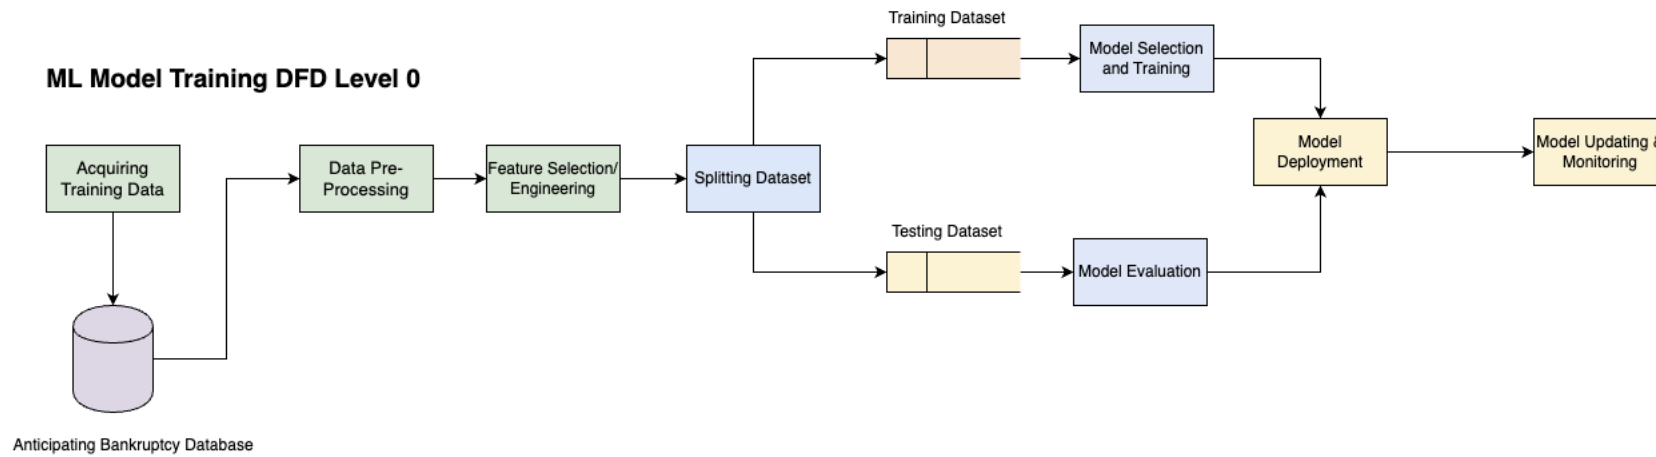 Training Dataset
ML Model Training DFD Level 0
Model Selection
and Training
Acquiring
Training Data
Data Pre-
Processing
Feature Selection/
Engineering
Splitting Dataset
Model
Deployment
Model Updating &
Monitoring
Testing Dataset
Model Evaluation
Anticipating Bankruptcy Database